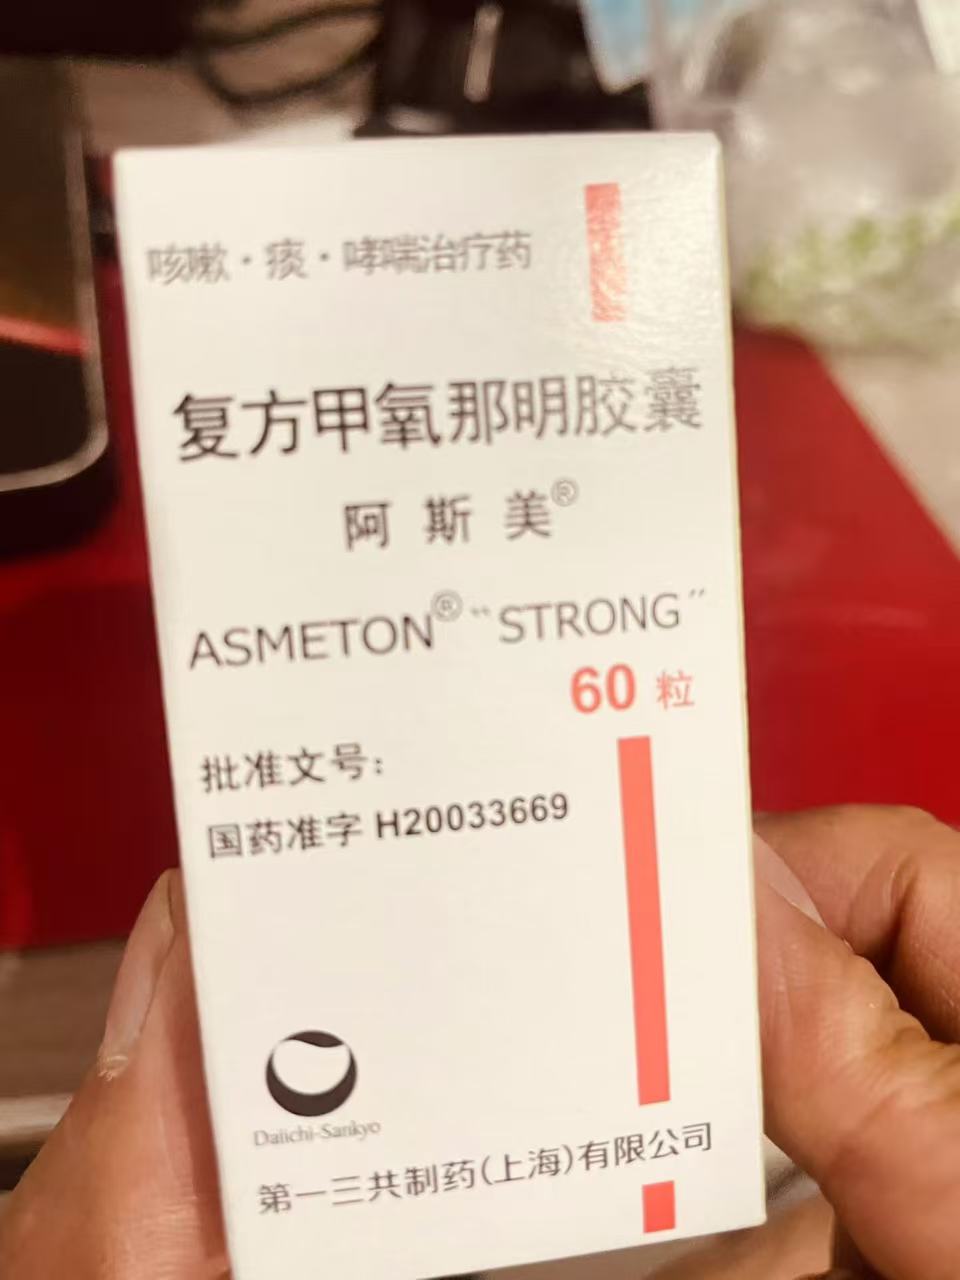 咳嗽·痰·哮喘治疗药
复方甲氧那明胶囊
阿斯美®
ASMETON® “STRONG”
60 粒
批准文号：
国药准字 H20033669
Daiichi-Sankyo
第一三共制药(上海)有限公司